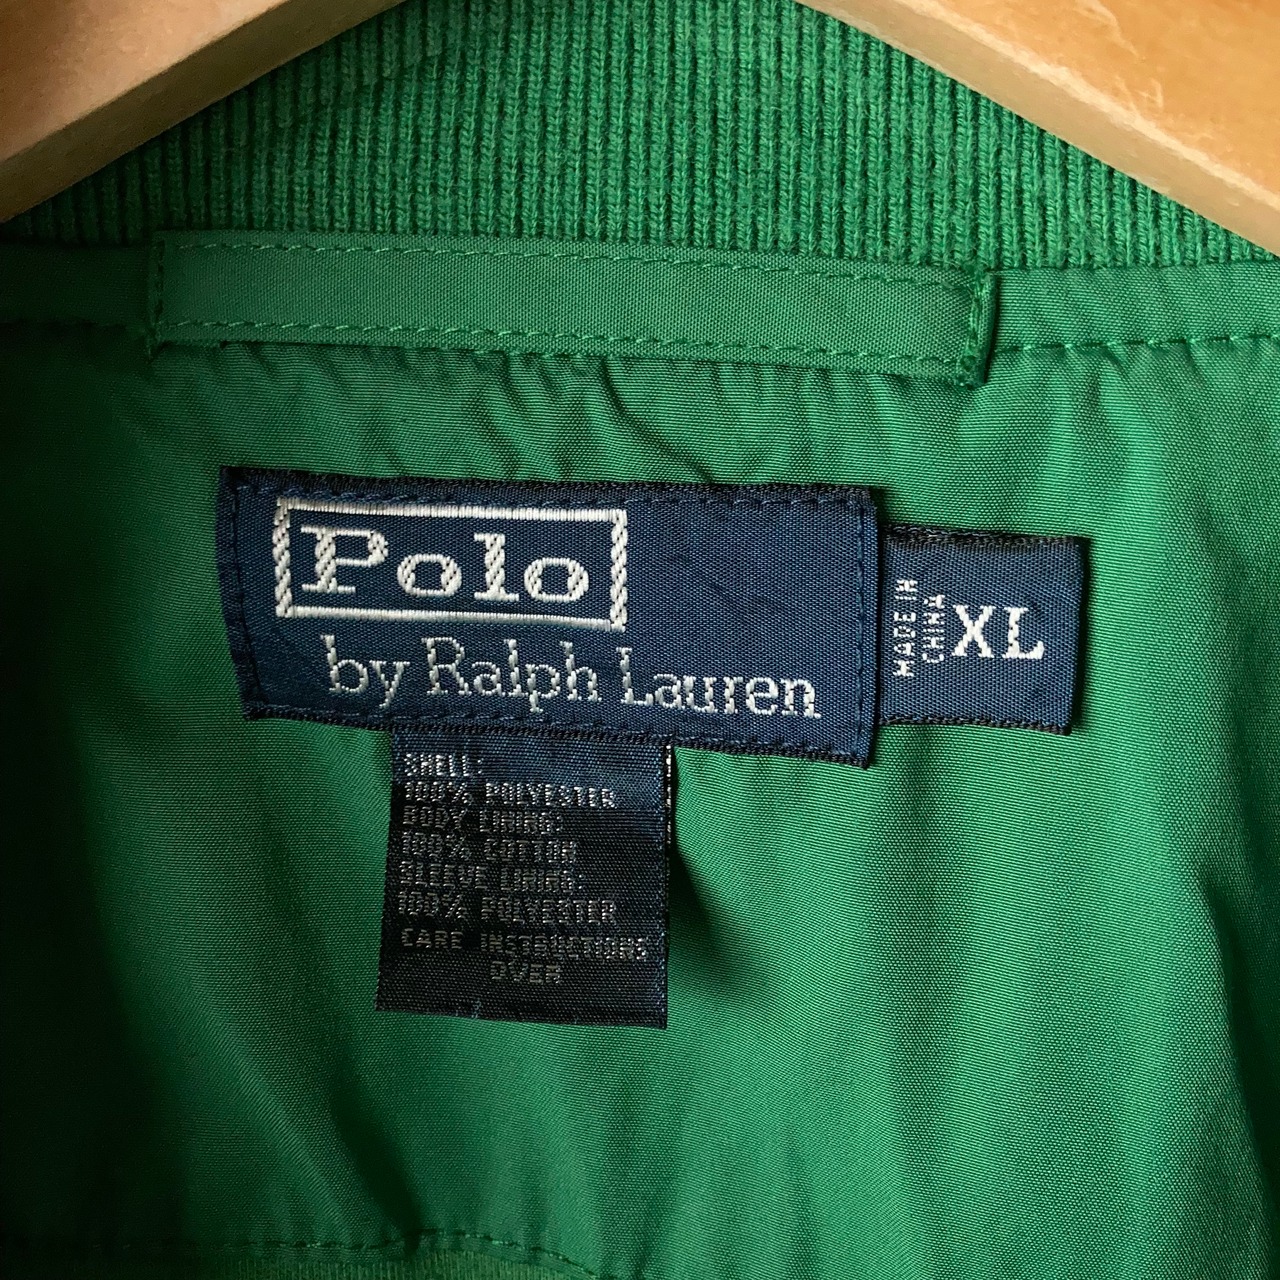 Polo
by Ralph Lauren
MADE IN
CHINA
XL
SHELL:
100% POLYESTER
BODY LINING:
100% COTTON
SLEEVE LINING:
100% POLYESTER
CARE INSTRUCTIONS
OVER